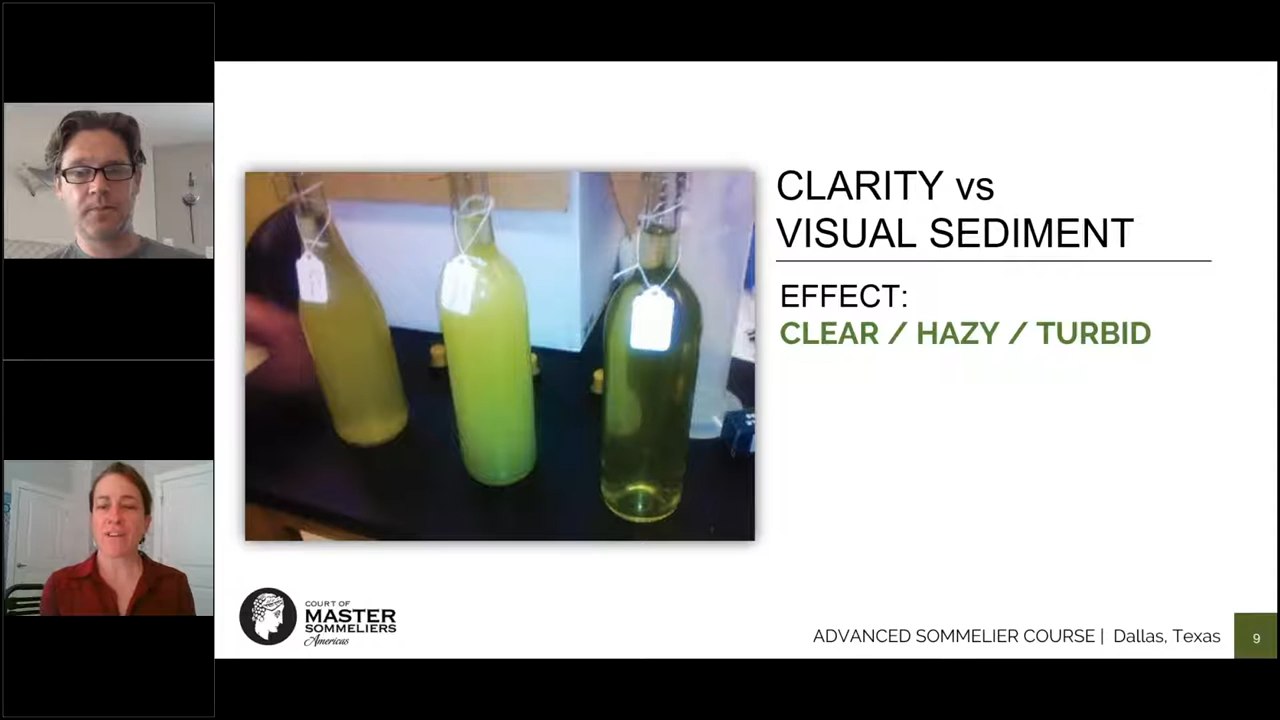 CLARITY vs
VISUAL SEDIMENT
EFFECT:
CLEAR / HAZY / TURBID
COURT OF
MASTER
SOMMELIERS
Americas
ADVANCED SOMMELIER COURSE | Dallas, Texas
9